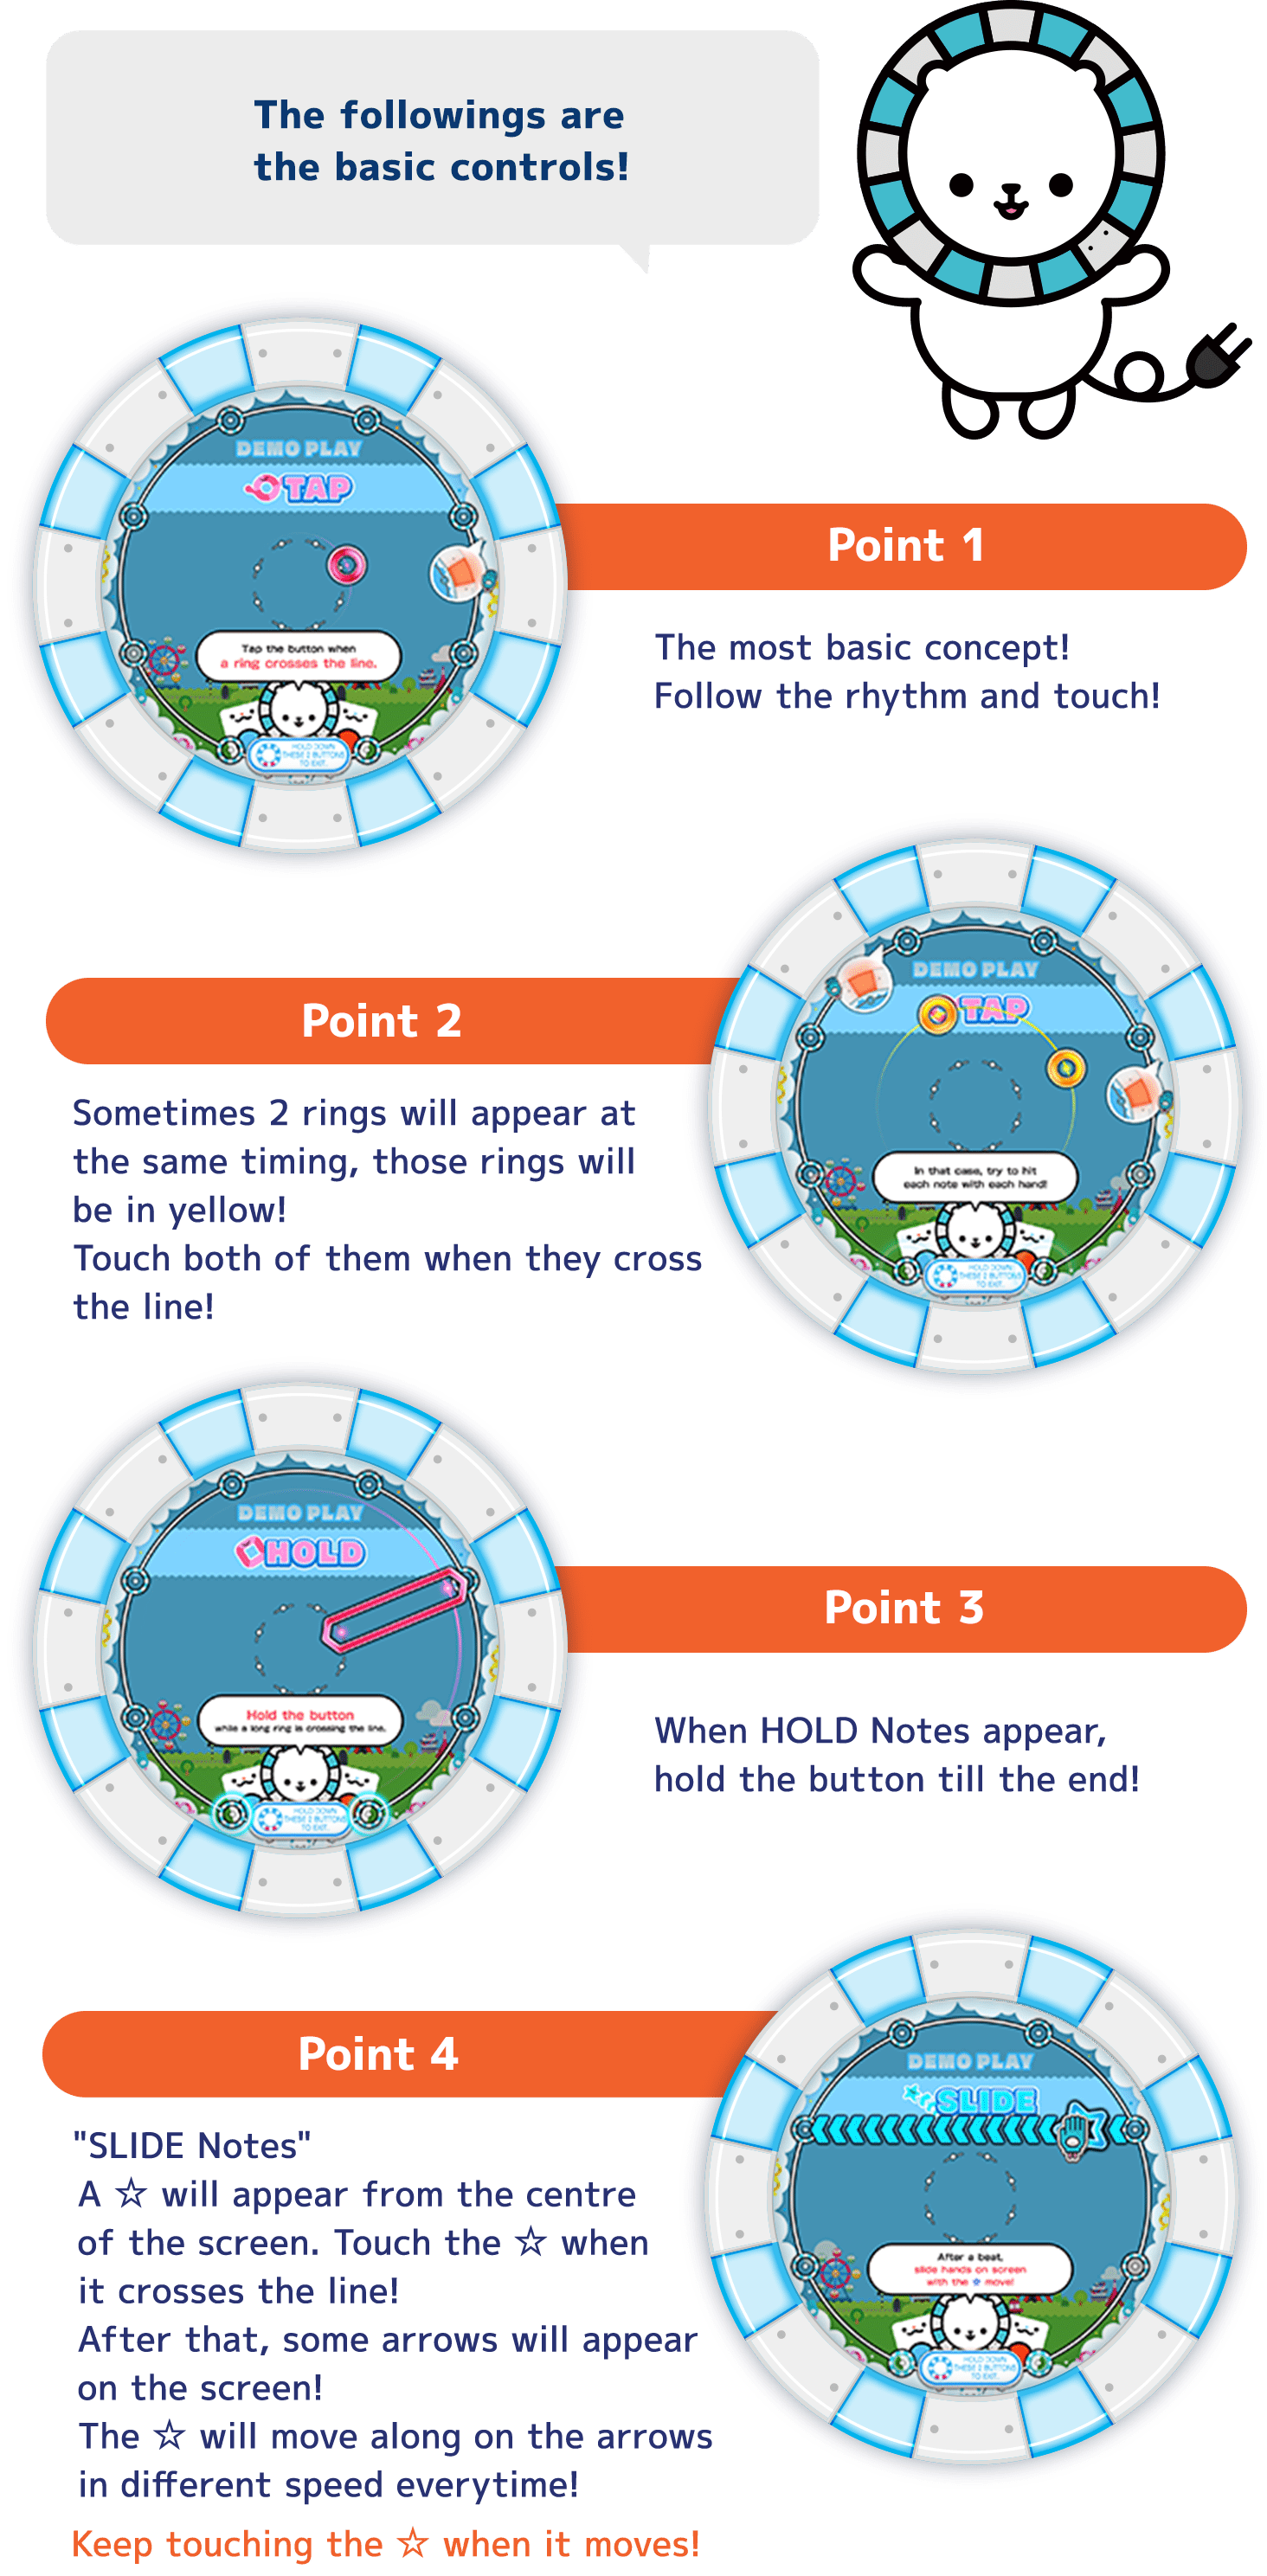 The followings are
the basic controls!
DEMO PLAY
TAP
Tap the button when
a ring crosses the line.
HOLD DOWN
THESE 2 BUTTONS
TO EXIT.
Point 1
The most basic concept!
Follow the rhythm and touch!
DEMO PLAY
TAP
In that case, try to hit
each note with each hand!
HOLD DOWN
THESE 2 BUTTONS
TO EXIT.
Point 2
Sometimes 2 rings will appear at
the same timing, those rings will
be in yellow!
Touch both of them when they cross
the line!
DEMO PLAY
HOLD
Hold the button
while a long ring is crossing the line.
HOLD DOWN
THESE 2 BUTTONS
TO EXIT.
Point 3
When HOLD Notes appear,
hold the button till the end!
DEMO PLAY
SLIDE
After a beat,
slide hands on screen
with the ☆ move!
HOLD DOWN
THESE 2 BUTTONS
TO EXIT.
Point 4
"SLIDE Notes"
A ☆ will appear from the centre
of the screen. Touch the ☆ when
it crosses the line!
After that, some arrows will appear
on the screen!
The ☆ will move along on the arrows
in different speed everytime!
Keep touching the ☆ when it moves!